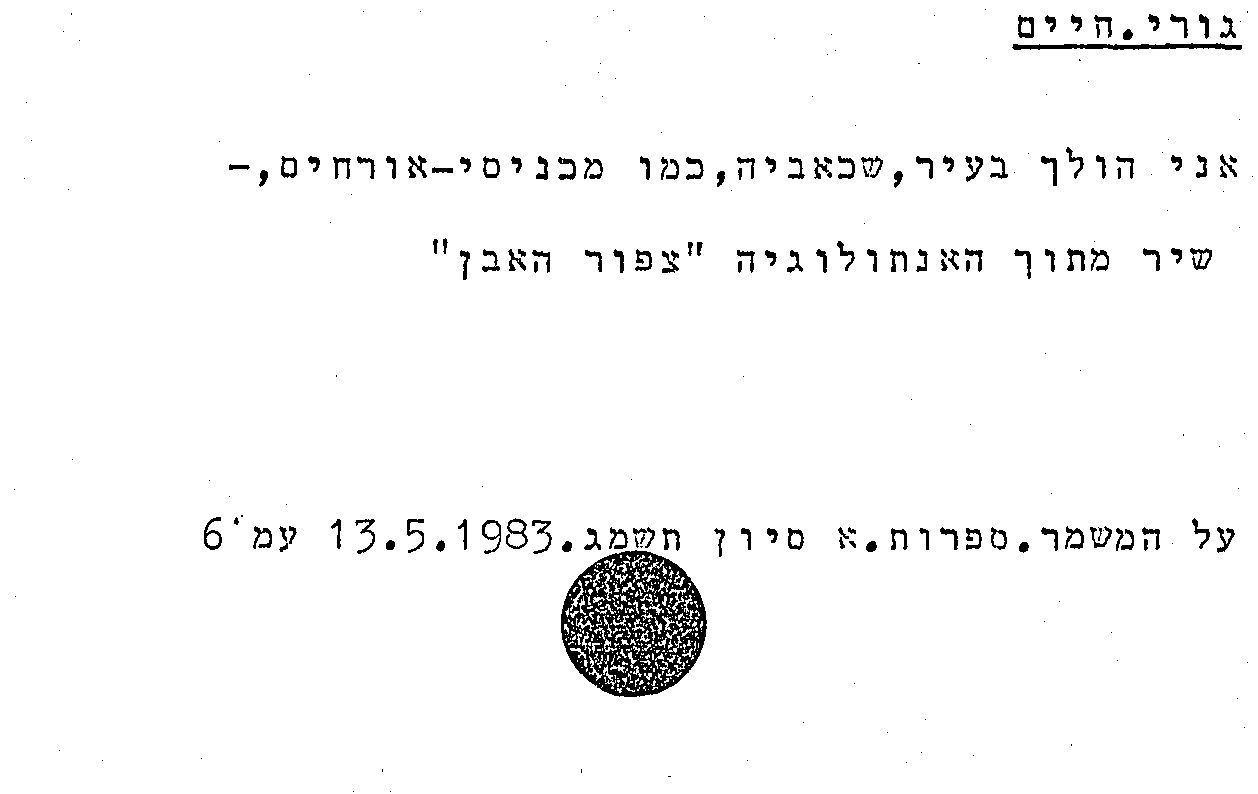 גורי.חיים
אני הולך בעיר,שכאביה,כמו מכניסי-אורחים,-
שיר מתוך האנתולוגיה "צפור האבן"
על המשמר.ספרות.א סיון תשמג.13.5.1983 עמ'6